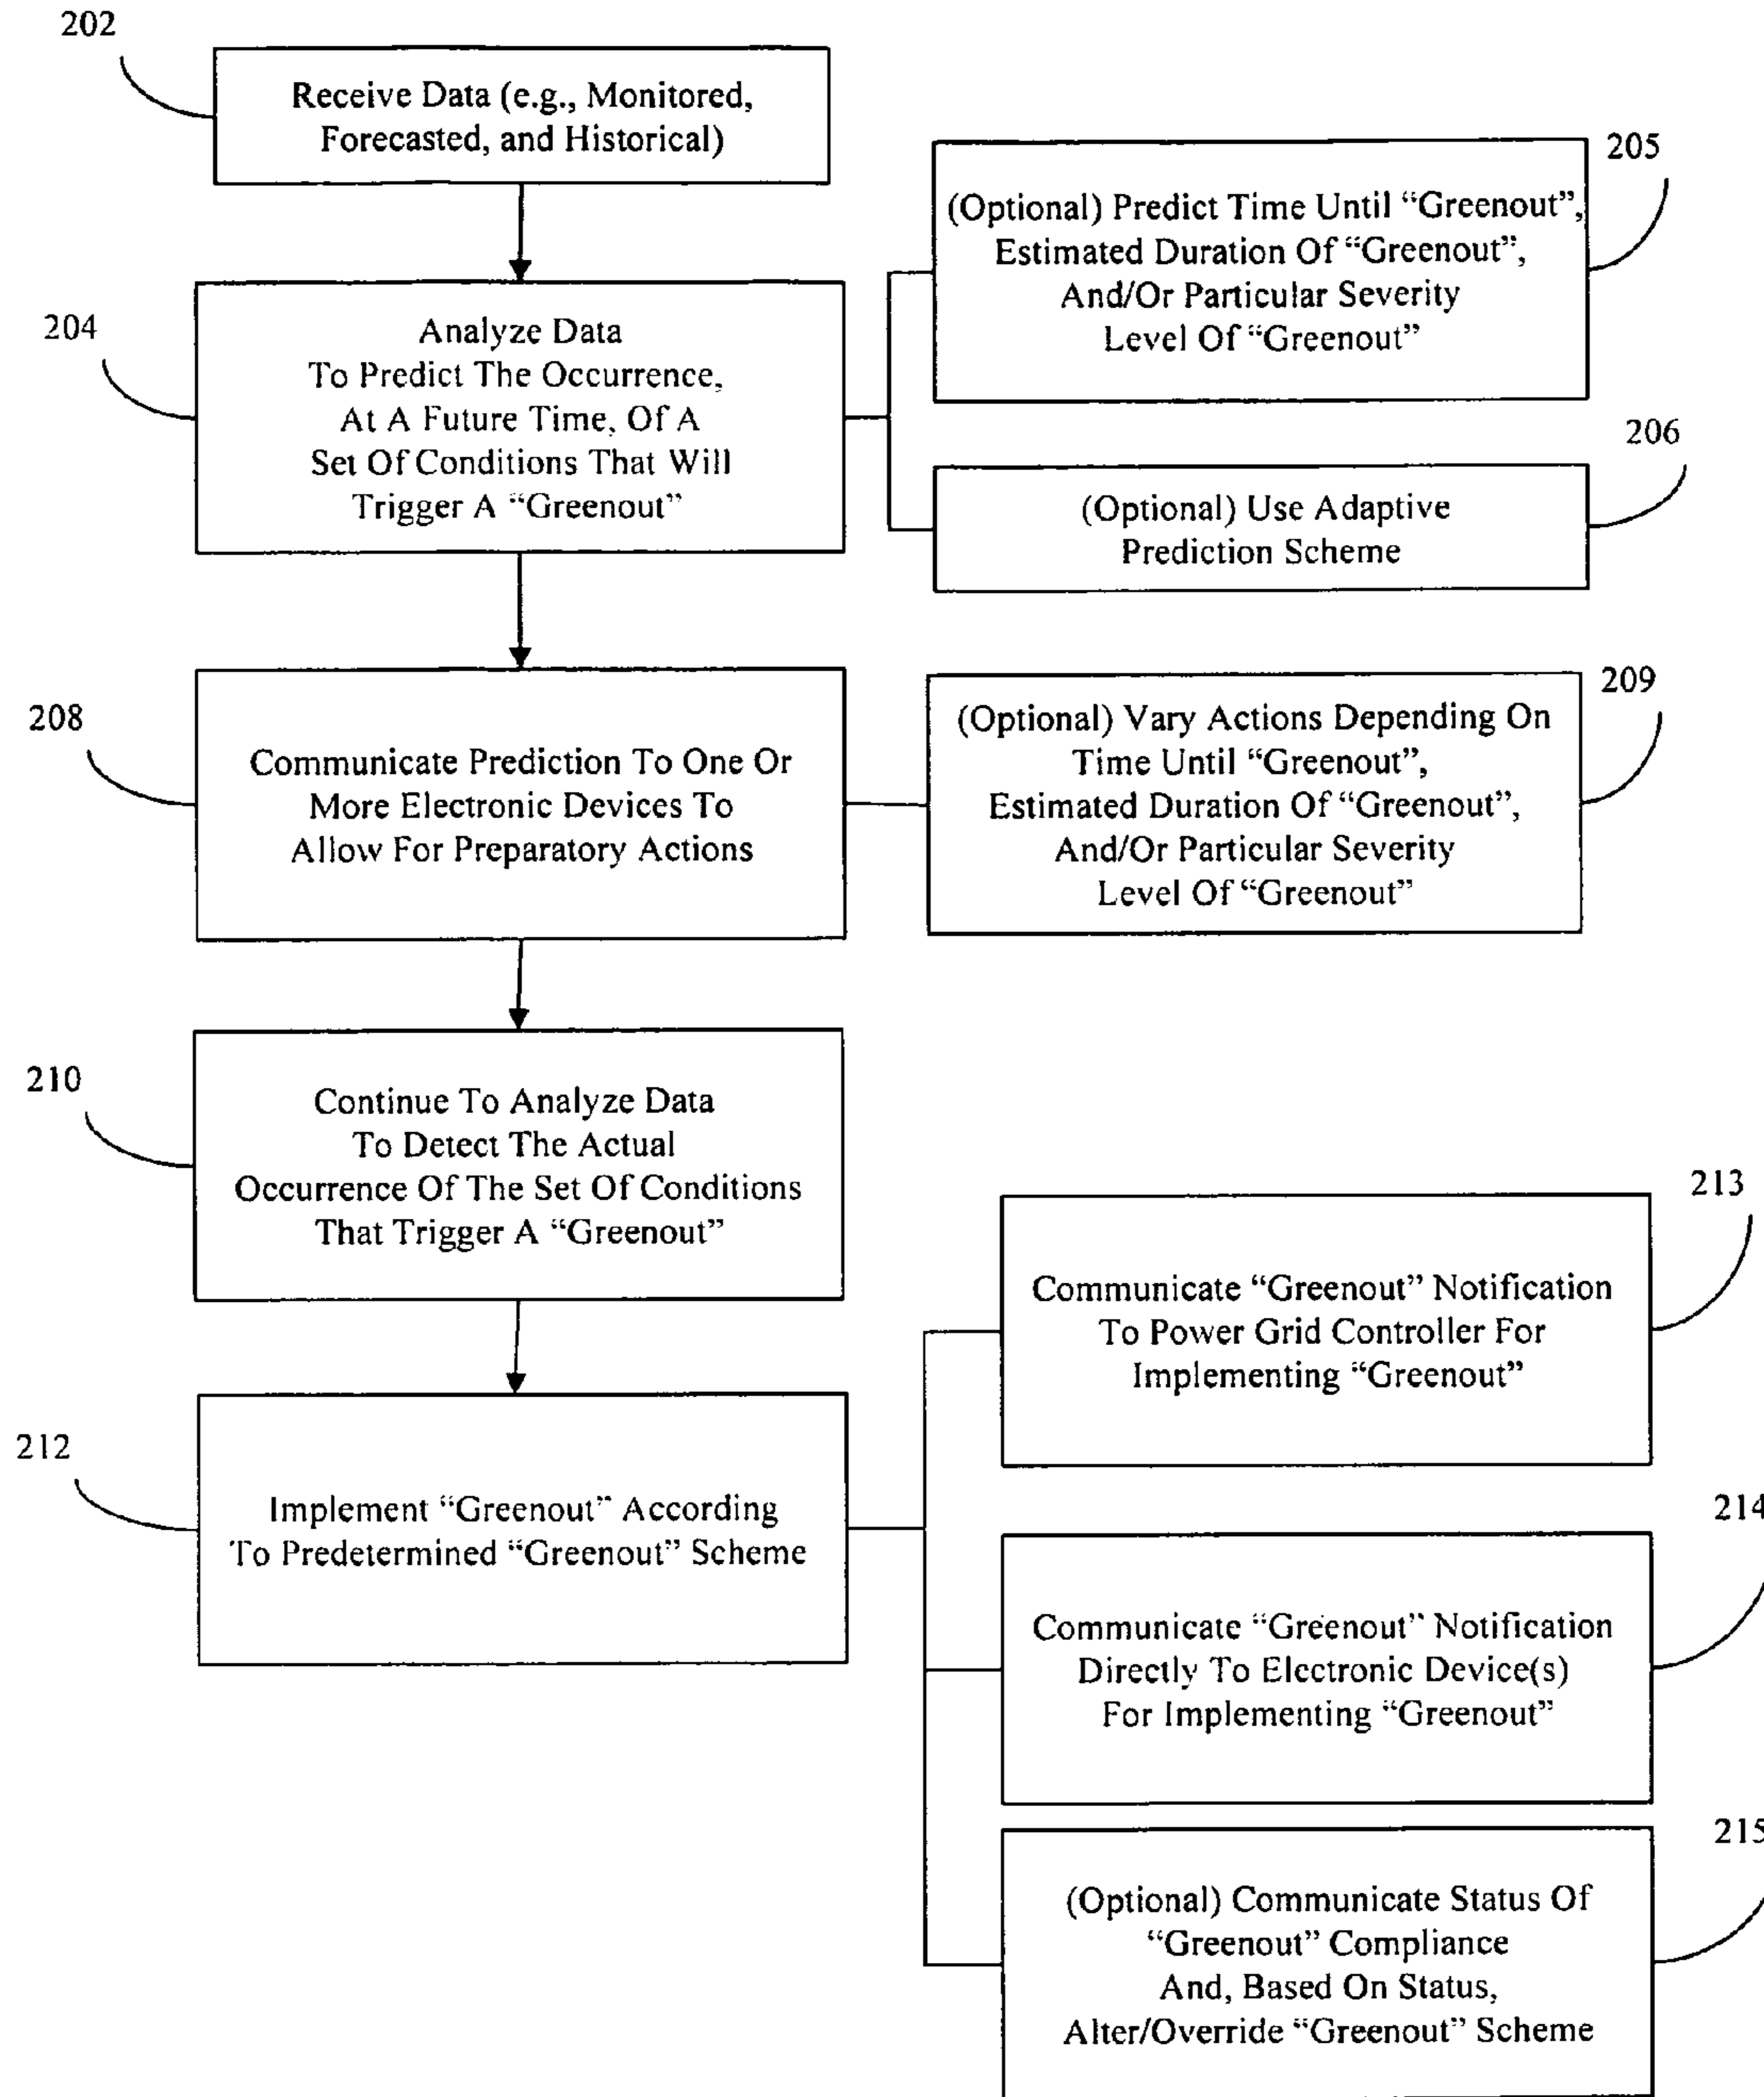 202
Receive Data (e.g., Monitored,
Forecasted, and Historical)
204
Analyze Data
To Predict The Occurrence,
At A Future Time, Of A
Set Of Conditions That Will
Trigger A “Greenout”
205
(Optional) Predict Time Until “Greenout”,
Estimated Duration Of “Greenout”,
And/Or Particular Severity
Level Of “Greenout”
206
(Optional) Use Adaptive
Prediction Scheme
208
Communicate Prediction To One Or
More Electronic Devices To
Allow For Preparatory Actions
209
(Optional) Vary Actions Depending On
Time Until “Greenout”,
Estimated Duration Of “Greenout”,
And/Or Particular Severity
Level Of “Greenout”
210
Continue To Analyze Data
To Detect The Actual
Occurrence Of The Set Of Conditions
That Trigger A “Greenout”
212
Implement “Greenout” According
To Predetermined “Greenout” Scheme
213
Communicate “Greenout” Notification
To Power Grid Controller For
Implementing “Greenout”
214
Communicate “Greenout” Notification
Directly To Electronic Device(s)
For Implementing “Greenout”
215
(Optional) Communicate Status Of
“Greenout” Compliance
And, Based On Status,
Alter/Override “Greenout” Scheme